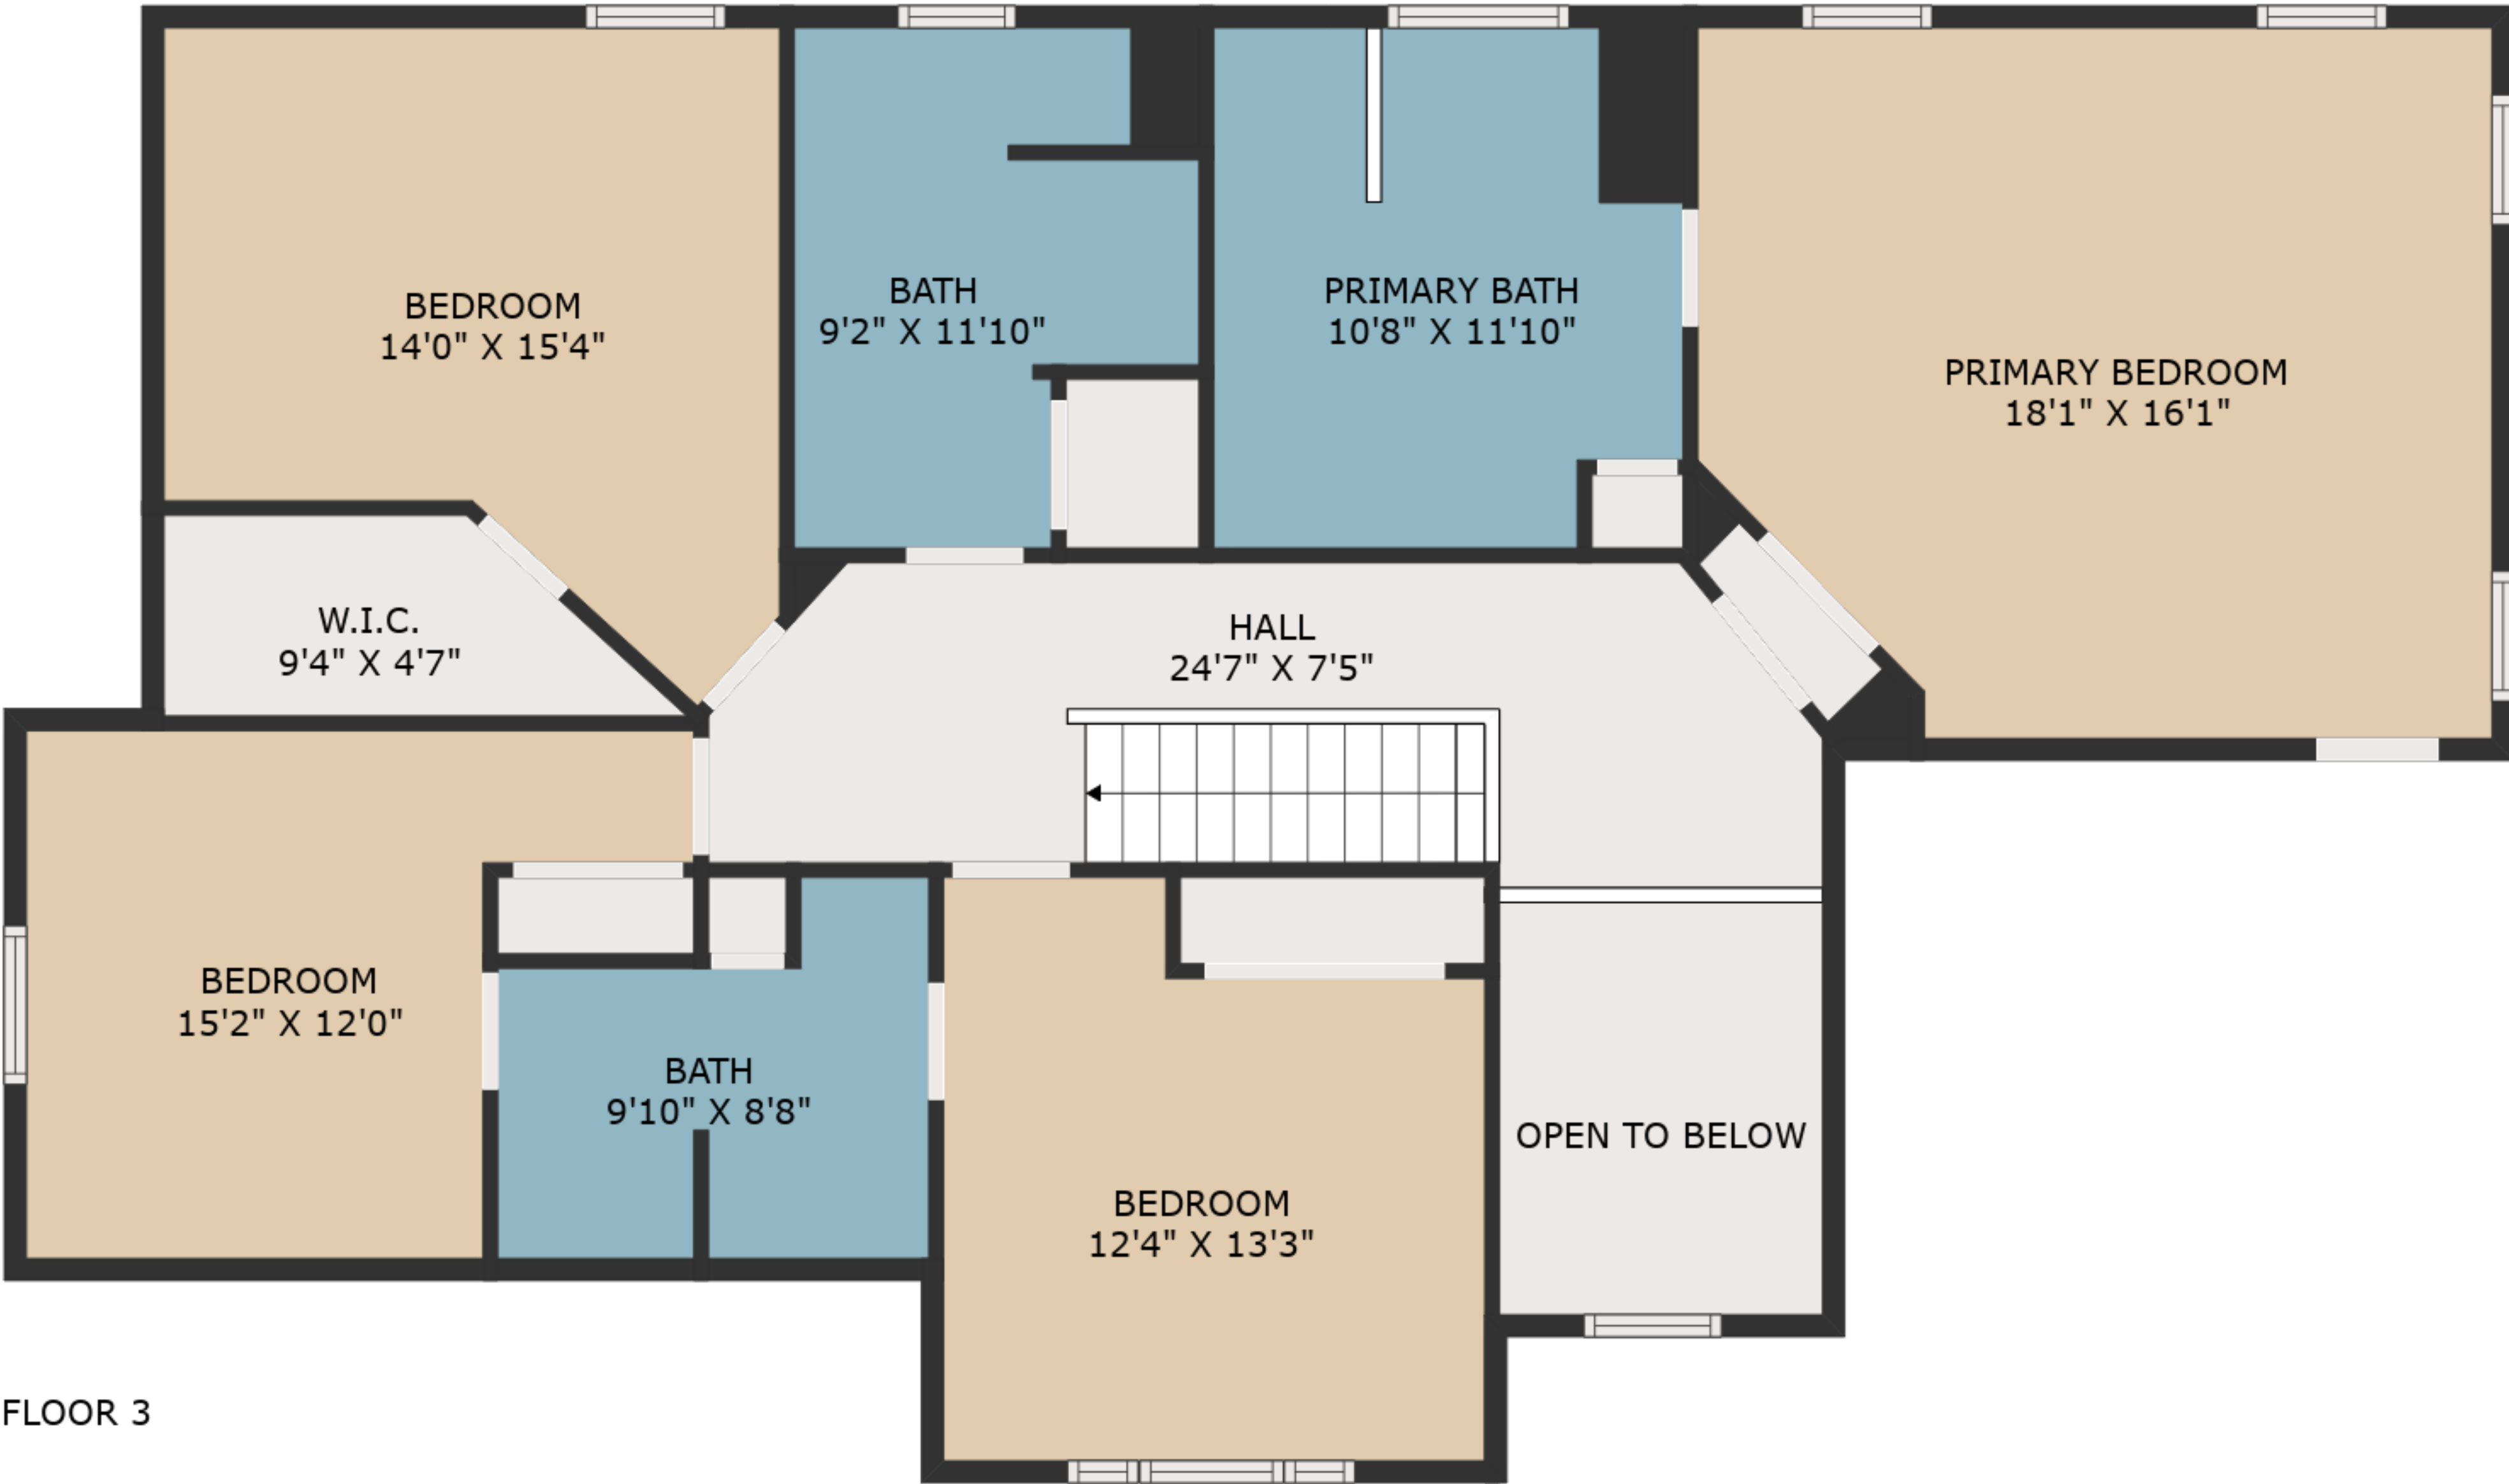 BEDROOM
14'0" X 15'4"
BATH
9'2" X 11'10"
PRIMARY BATH
10'8" X 11'10"
PRIMARY BEDROOM
18'1" X 16'1"
W.I.C.
9'4" X 4'7"
HALL
24'7" X 7'5"
BEDROOM
15'2" X 12'0"
BATH
9'10" X 8'8"
BEDROOM
12'4" X 13'3"
OPEN TO BELOW
FLOOR 3